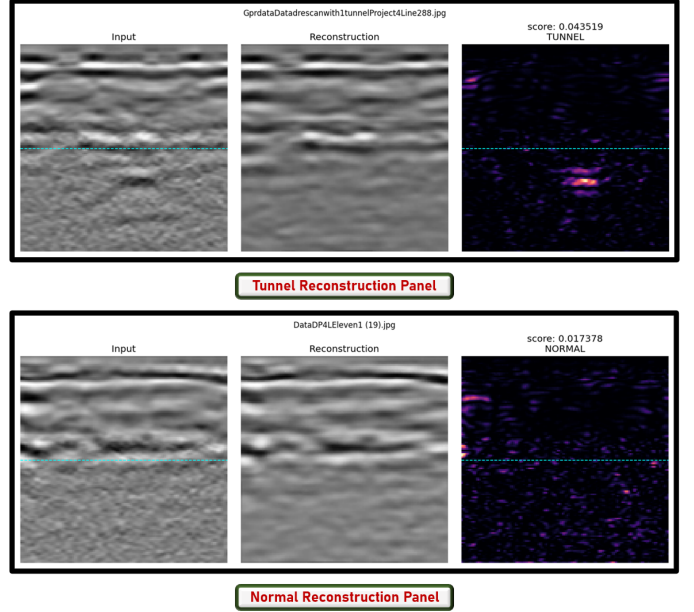 GprdataDatadrescanwith1tunnelProject4Line288.jpg
Input
Reconstruction
score: 0.043519
TUNNEL
Tunnel Reconstruction Panel
DataDP4LEleven1 (19).jpg
Input
Reconstruction
score: 0.017378
NORMAL
Normal Reconstruction Panel